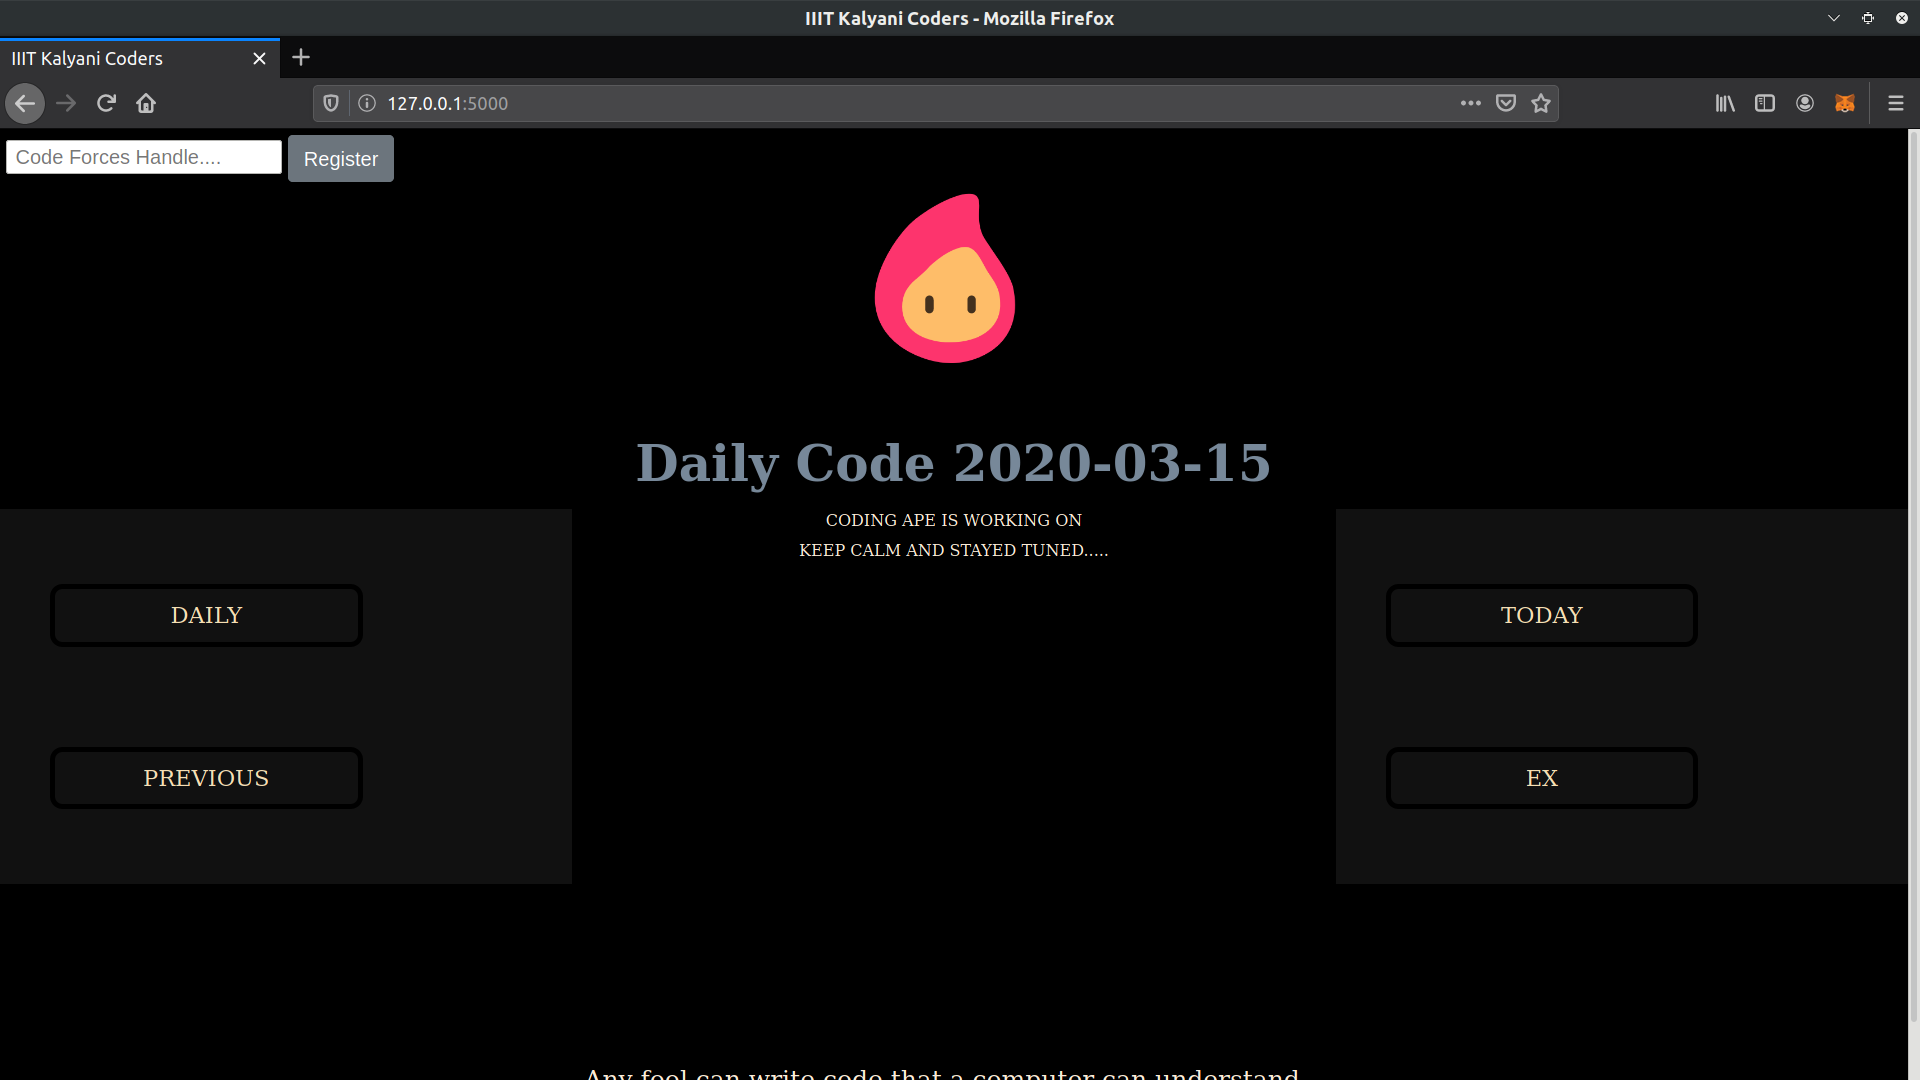 IIIT Kalyani Coders - Mozilla Firefox
IIIT Kalyani Coders
127.0.0.1:5000
Code Forces Handle....
Register
Daily Code 2020-03-15
CODING APE IS WORKING ON
KEEP CALM AND STAYED TUNED.....
DAILY
TODAY
PREVIOUS
EX
Any fool can write code that a computer can understand